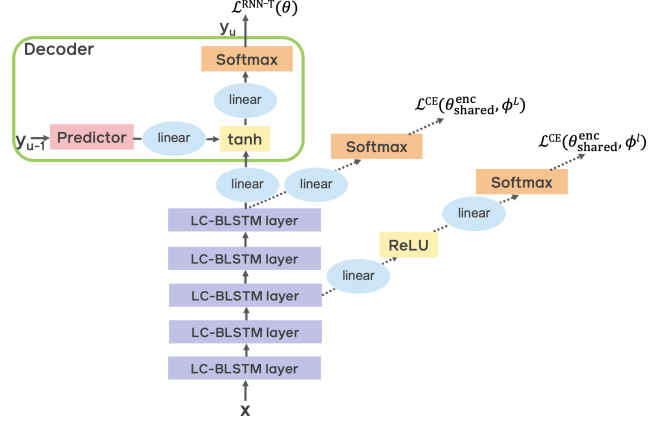 ℒ^RNN-T(θ)
y_u
Decoder
Softmax
linear
ℒ^CE(θ^enc_shared, ϕ^L)
y_u-1
Predictor
linear
tanh
Softmax
ℒ^CE(θ^enc_shared, ϕ^l)
linear
linear
Softmax
LC-BLSTM layer
linear
LC-BLSTM layer
ReLU
linear
LC-BLSTM layer
LC-BLSTM layer
LC-BLSTM layer
x